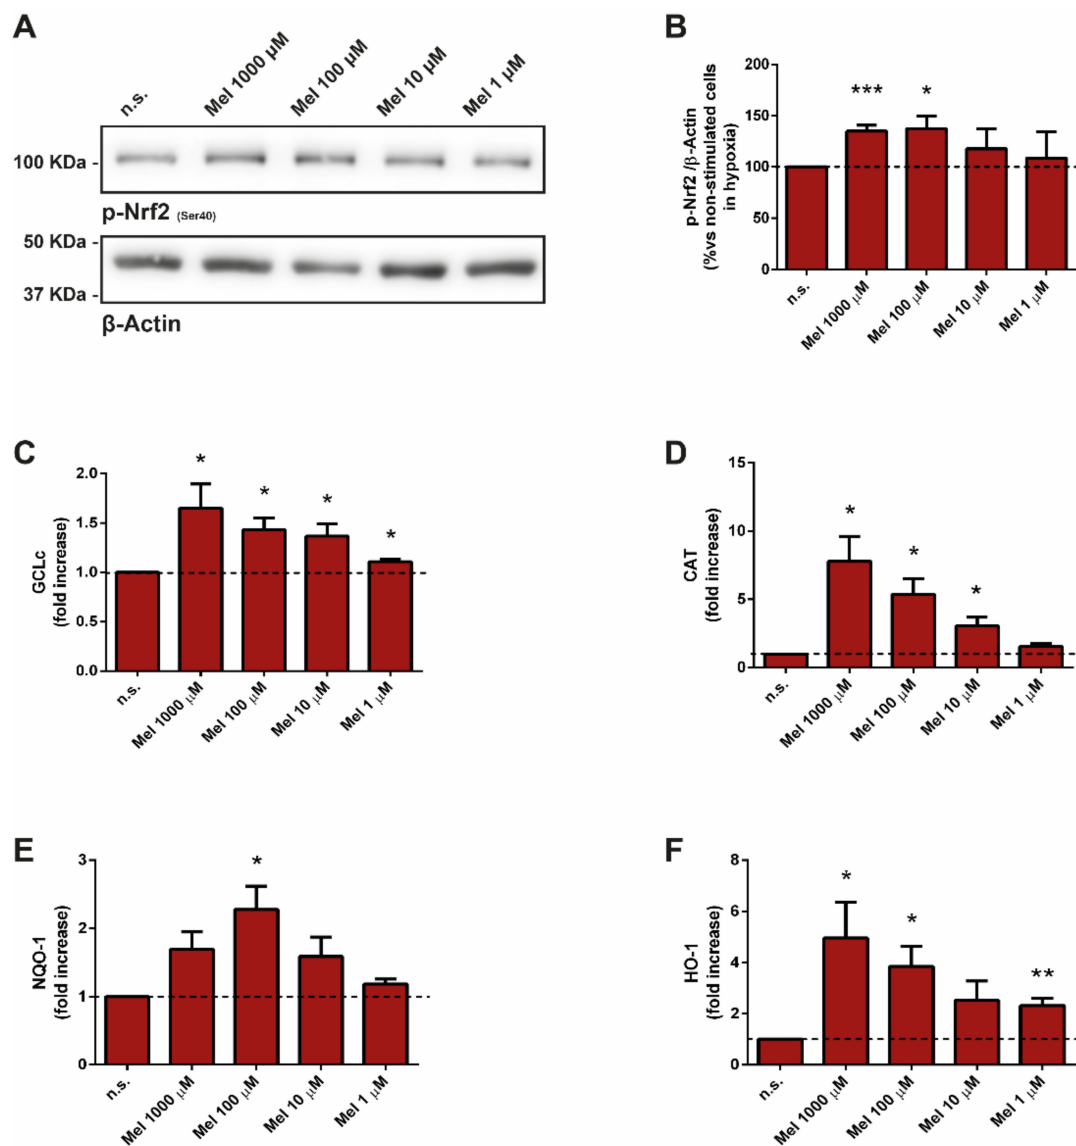 A
n.s.
Mel 1000 µM
Mel 100 µM
Mel 10 µM
Mel 1 µM
100 KDa -
p-Nrf2 (Ser40)
50 KDa -
37 KDa -
β-Actin
B
p-Nrf2 /β-Actin
(%vs non-stimulated cells
in hypoxia)
200
150
100
50
0
***
*
n.s.
Mel 1000 µM
Mel 100 µM
Mel 10 µM
Mel 1 µM
C
GCLc
(fold increase)
2.0
1.5
1.0
0.5
0.0
*
*
*
*
n.s.
Mel 1000 µM
Mel 100 µM
Mel 10 µM
Mel 1 µM
D
CAT
(fold increase)
15
10
5
0
*
*
*
n.s.
Mel 1000 µM
Mel 100 µM
Mel 10 µM
Mel 1 µM
E
NQO-1
(fold increase)
3
2
1
0
*
n.s.
Mel 1000 µM
Mel 100 µM
Mel 10 µM
Mel 1 µM
F
HO-1
(fold increase)
8
6
4
2
0
*
*
**
n.s.
Mel 1000 µM
Mel 100 µM
Mel 10 µM
Mel 1 µM